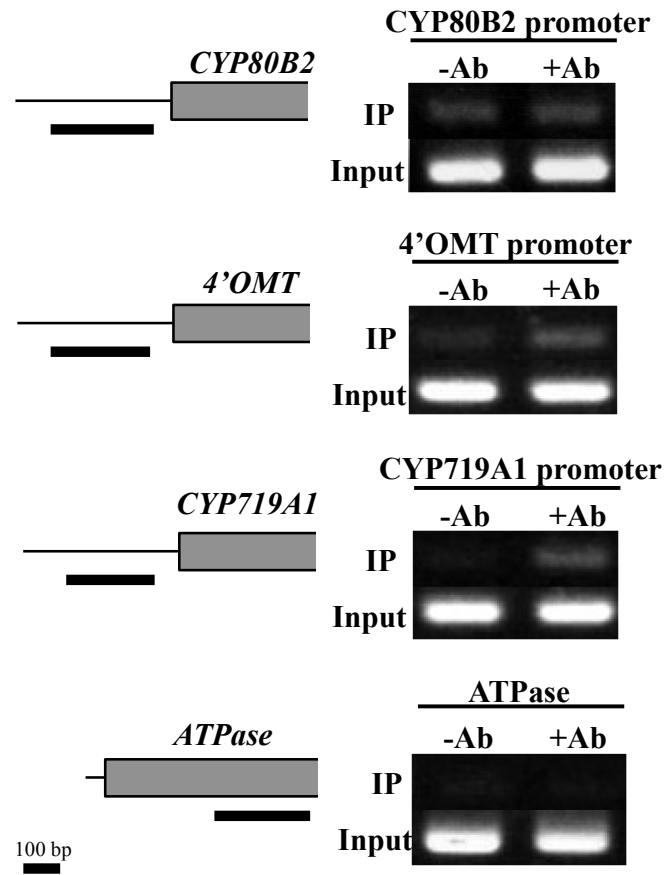 CYP80B2 promoter
CYP80B2
-Ab +Ab
IP
Input
4’OMT promoter
4’OMT
-Ab +Ab
IP
Input
CYP719A1 promoter
CYP719A1
-Ab +Ab
IP
Input
ATPase
ATPase
-Ab +Ab
IP
Input
100 bp